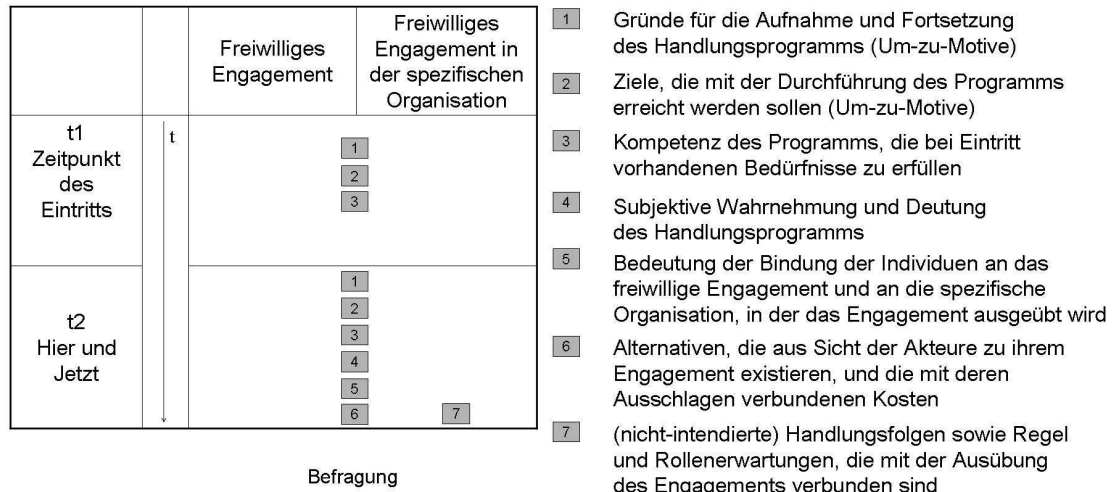 Freiwilliges
Engagement
Freiwilliges
Engagement in
der spezifischen
Organisation
t1
Zeitpunkt
des
Eintritts
t
1
2
3
t2
Hier und
Jetzt
1
2
3
4
5
6
7
Befragung
1 Gründe für die Aufnahme und Fortsetzung
des Handlungsprogramms (Um-zu-Motive)
2 Ziele, die mit der Durchführung des Programms
erreicht werden sollen (Um-zu-Motive)
3 Kompetenz des Programms, die bei Eintritt
vorhandenen Bedürfnisse zu erfüllen
4 Subjektive Wahrnehmung und Deutung
des Handlungsprogramms
5 Bedeutung der Bindung der Individuen an das
freiwillige Engagement und an die spezifische
Organisation, in der das Engagement ausgeübt wird
6 Alternativen, die aus Sicht der Akteure zu ihrem
Engagement existieren, und die mit deren
Ausschlagen verbundenen Kosten
7 (nicht-intendierte) Handlungsfolgen sowie Regel
und Rollenerwartungen, die mit der Ausübung
des Engagements verbunden sind